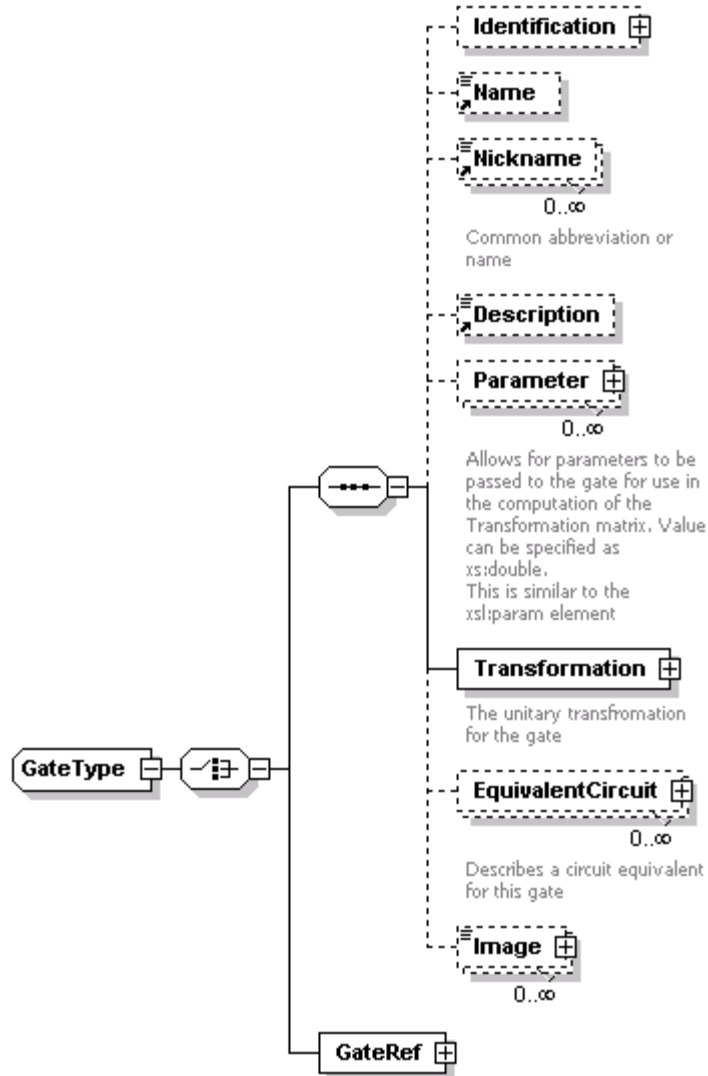 Identification
Name
Nickname
0..∞
Common abbreviation or
name
Description
Parameter
0..∞
Allows for parameters to be
passed to the gate for use in
the computation of the
Transformation matrix. Value
can be specified as
xs:double.
This is similar to the
xsl:param element
Transformation
The unitary transfromation
for the gate
GateType
EquivalentCircuit
0..∞
Describes a circuit equivalent
for this gate
Image
0..∞
GateRef